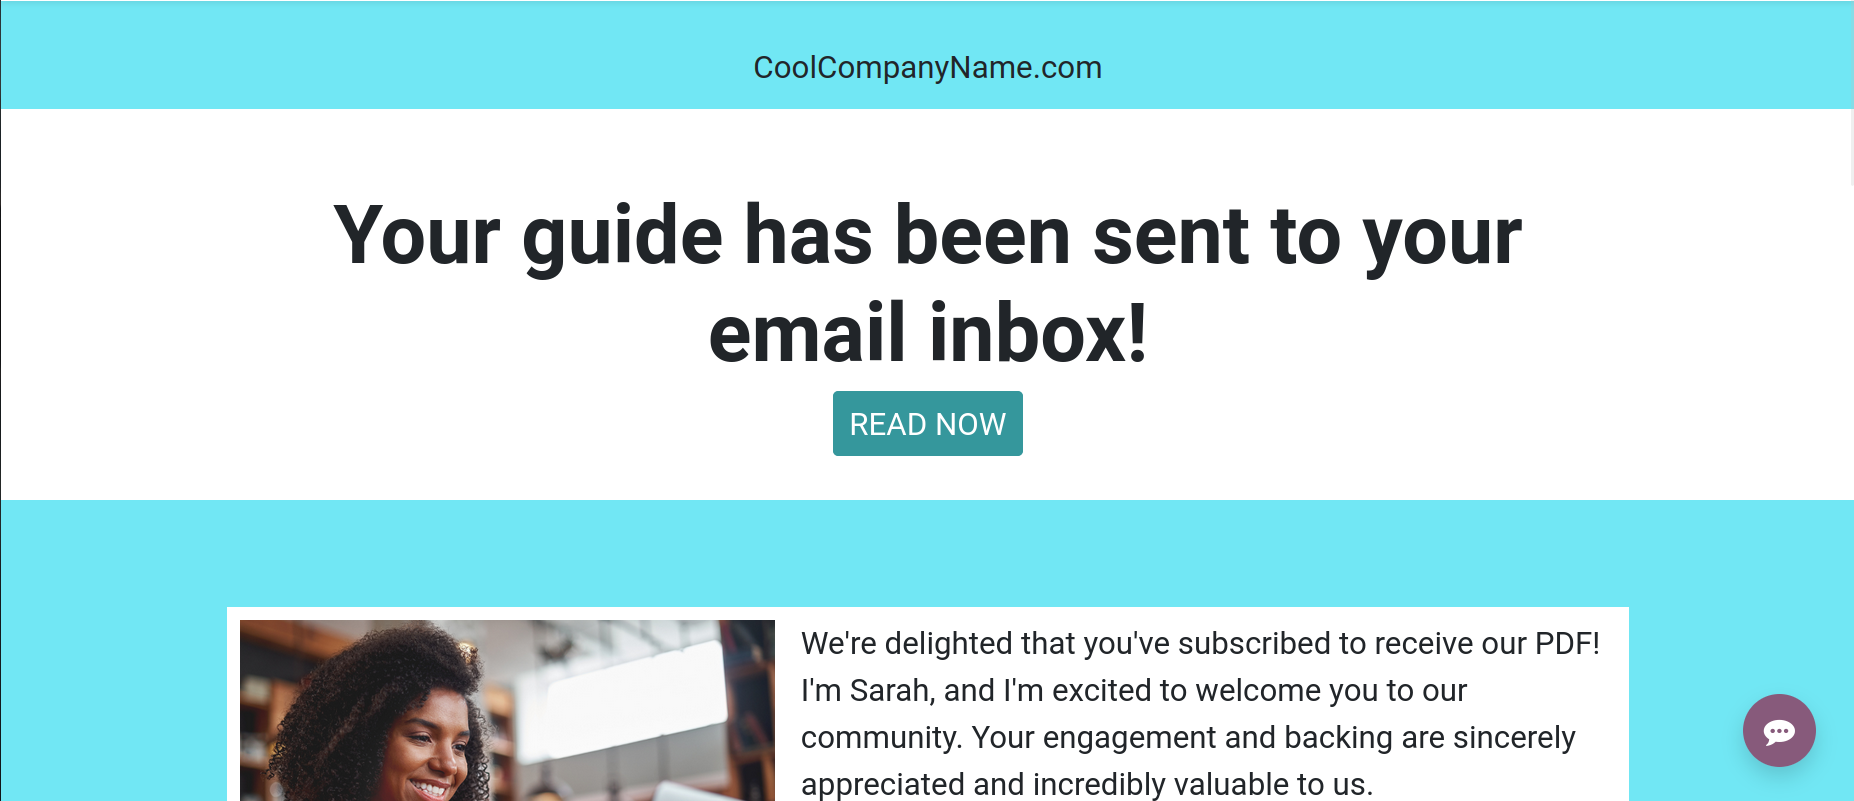 CoolCompanyName.com
Your guide has been sent to your
email inbox!
READ NOW
We're delighted that you've subscribed to receive our PDF!
I'm Sarah, and I'm excited to welcome you to our
community. Your engagement and backing are sincerely
appreciated and incredibly valuable to us.